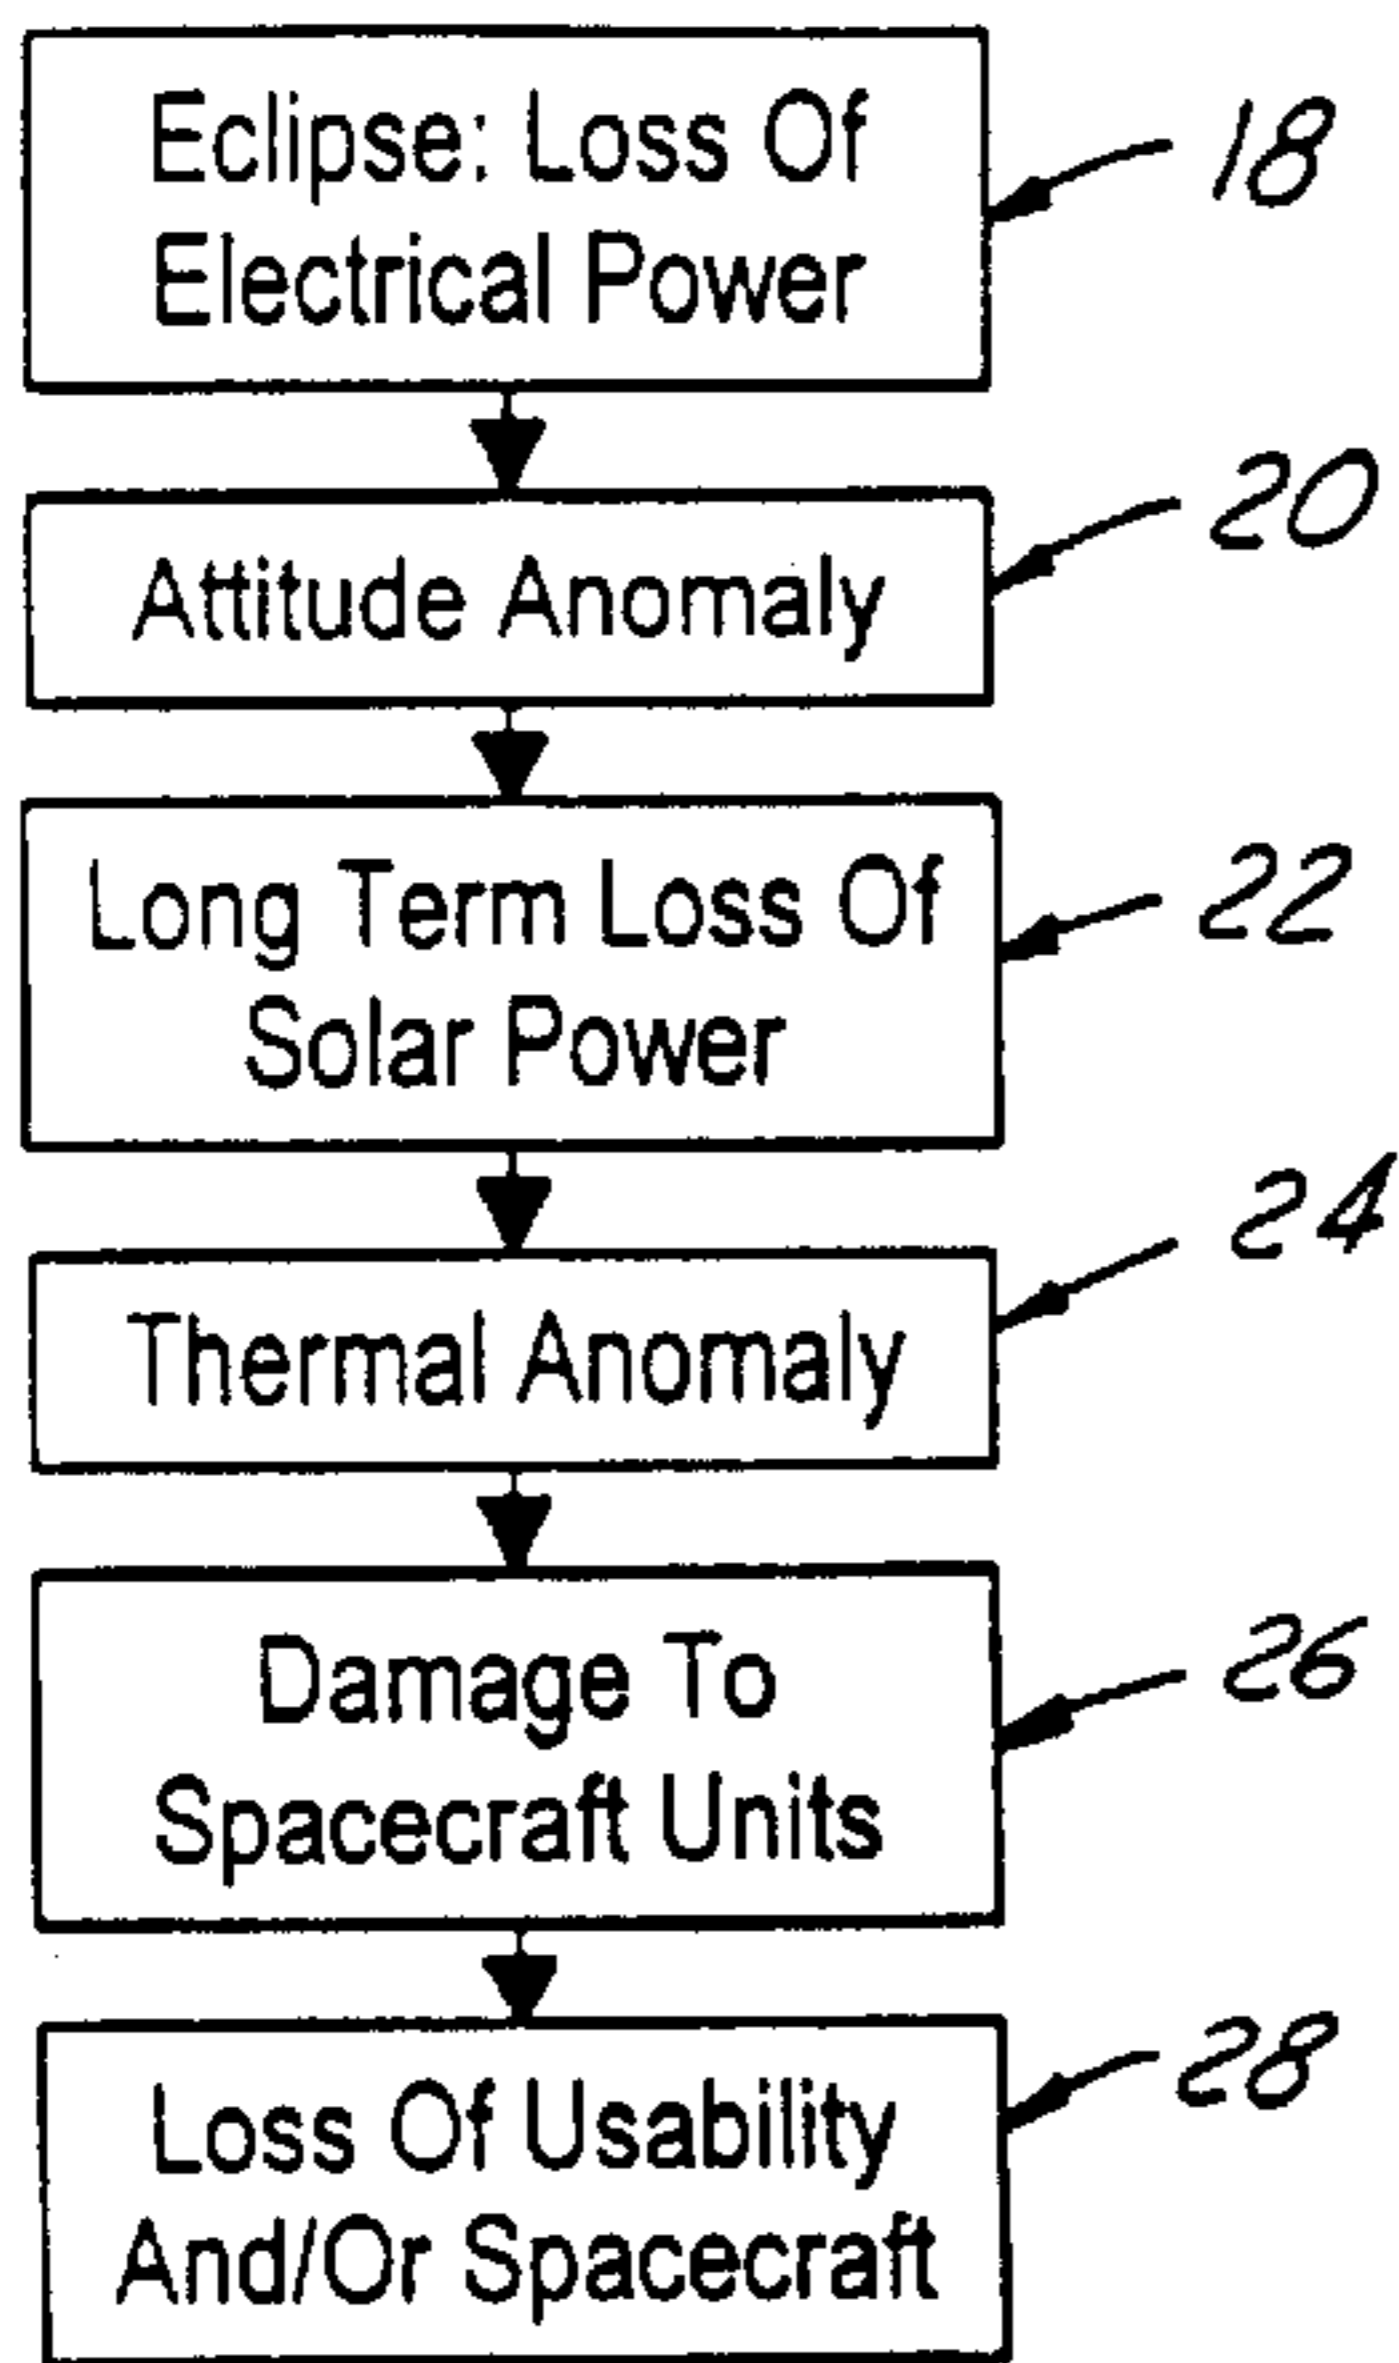 Eclipse: Loss Of
Electrical Power
18
Attitude Anomaly
20
Long Term Loss Of
Solar Power
22
Thermal Anomaly
24
Damage To
Spacecraft Units
26
Loss Of Usability
And/Or Spacecraft
28